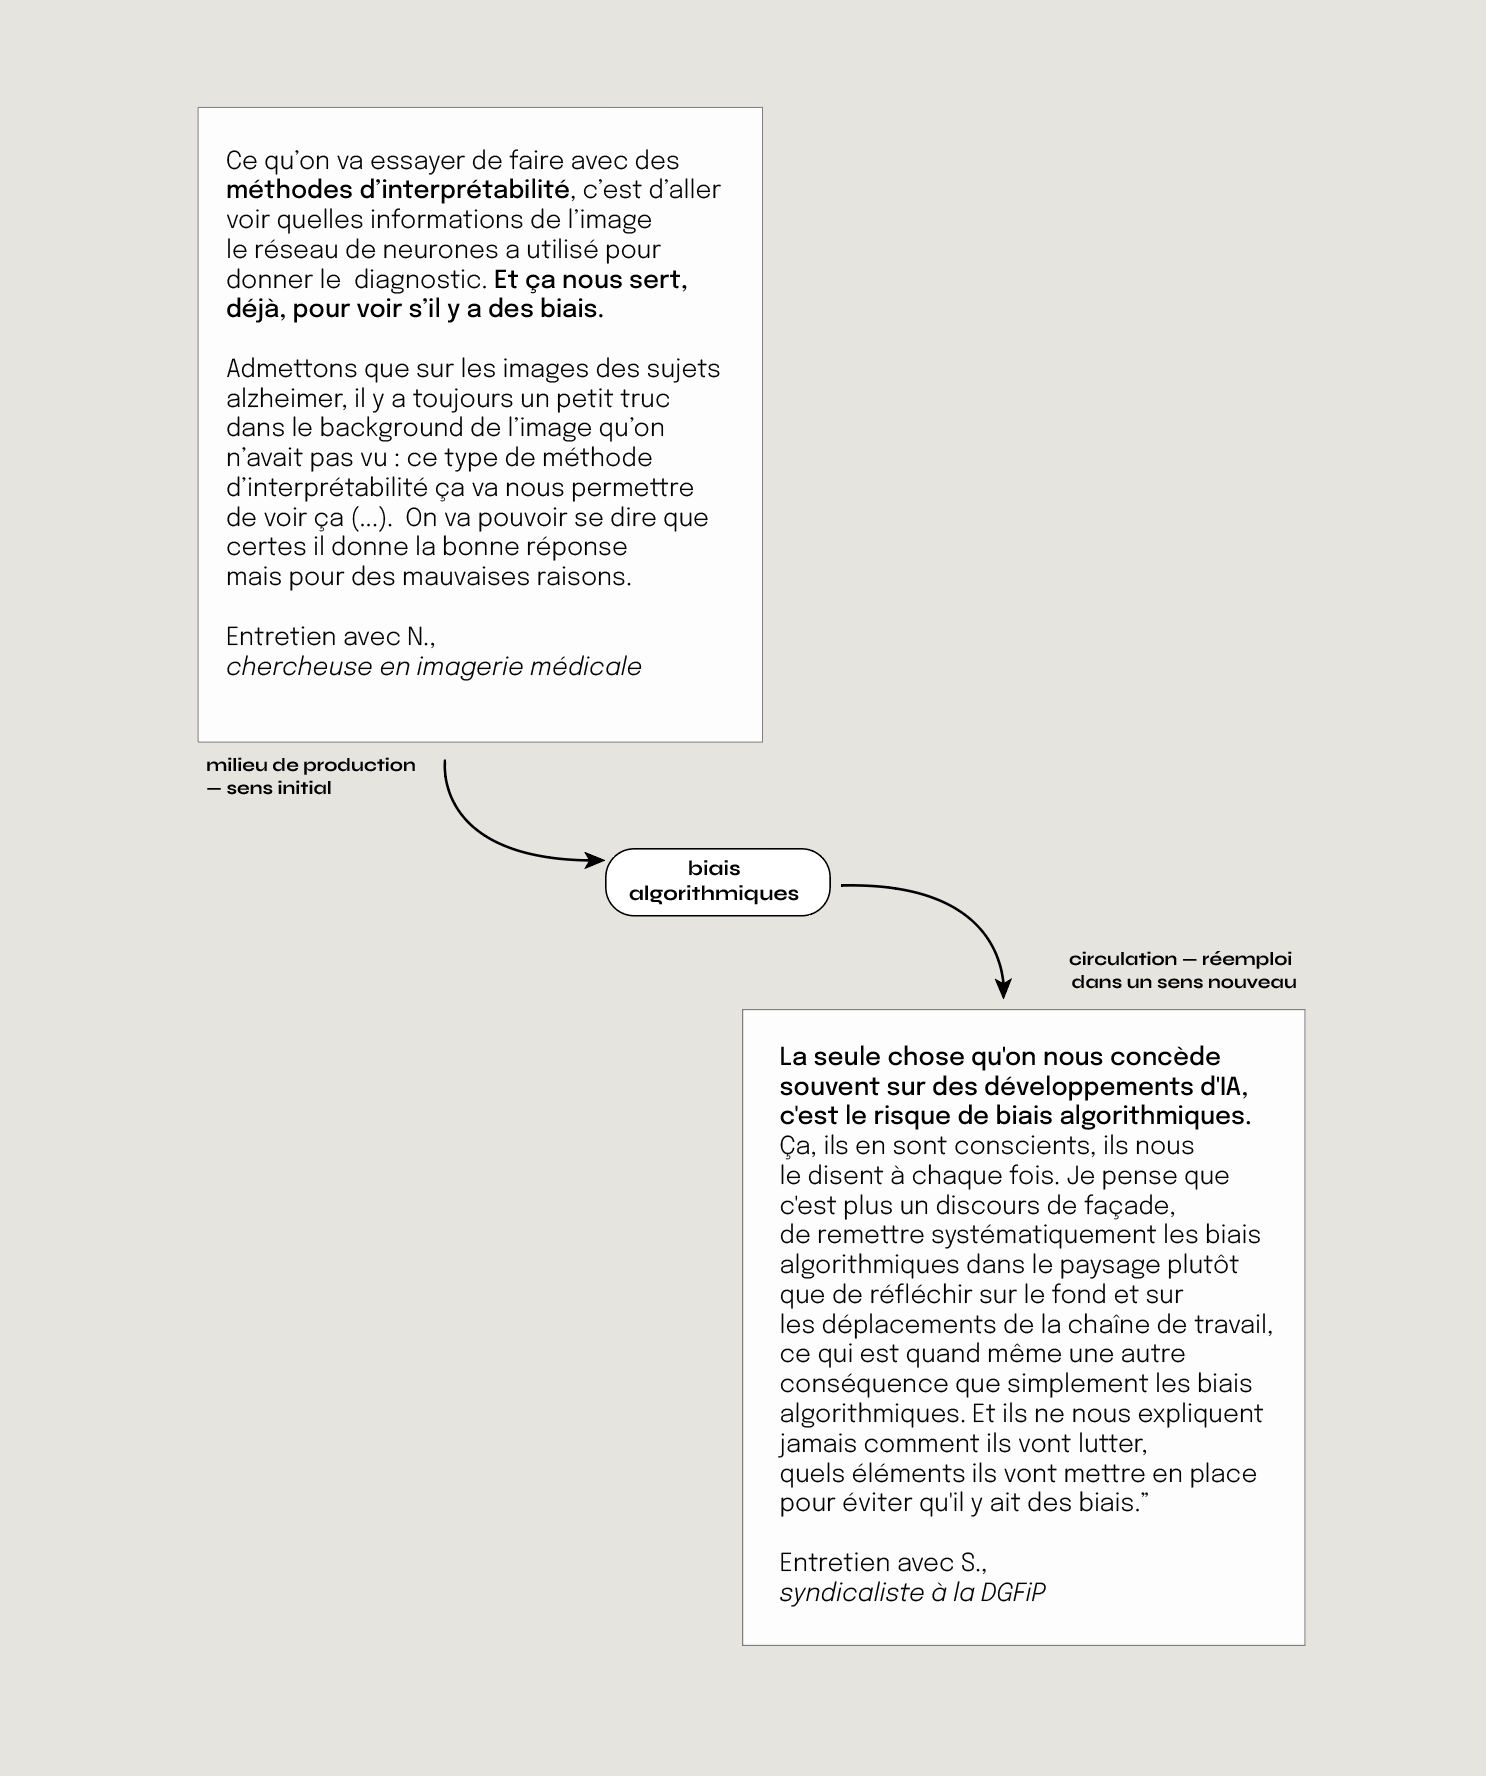 Ce qu’on va essayer de faire avec des
méthodes d’interprétabilité, c’est d’aller
voir quelles informations de l’image
le réseau de neurones a utilisé pour
donner le  diagnostic. Et ça nous sert,
déjà, pour voir s’il y a des biais.
Admettons que sur les images des sujets
alzheimer, il y a toujours un petit truc
dans le background de l’image qu’on
n’avait pas vu : ce type de méthode
d’interprétabilité ça va nous permettre
de voir ça (...).  On va pouvoir se dire que
certes il donne la bonne réponse
mais pour des mauvaises raisons.
Entretien avec N.,
chercheuse en imagerie médicale
milieu de production
— sens initial
biais
algorithmiques
circulation — réemploi
dans un sens nouveau
La seule chose qu'on nous concède
souvent sur des développements d'IA,
c'est le risque de biais algorithmiques.
Ça, ils en sont conscients, ils nous
le disent à chaque fois. Je pense que
c'est plus un discours de façade,
de remettre systématiquement les biais
algorithmiques dans le paysage plutôt
que de réfléchir sur le fond et sur
les déplacements de la chaîne de travail,
ce qui est quand même une autre
conséquence que simplement les biais
algorithmiques. Et ils ne nous expliquent
jamais comment ils vont lutter,
quels éléments ils vont mettre en place
pour éviter qu'il y ait des biais.”
Entretien avec S.,
syndicaliste à la DGFiP